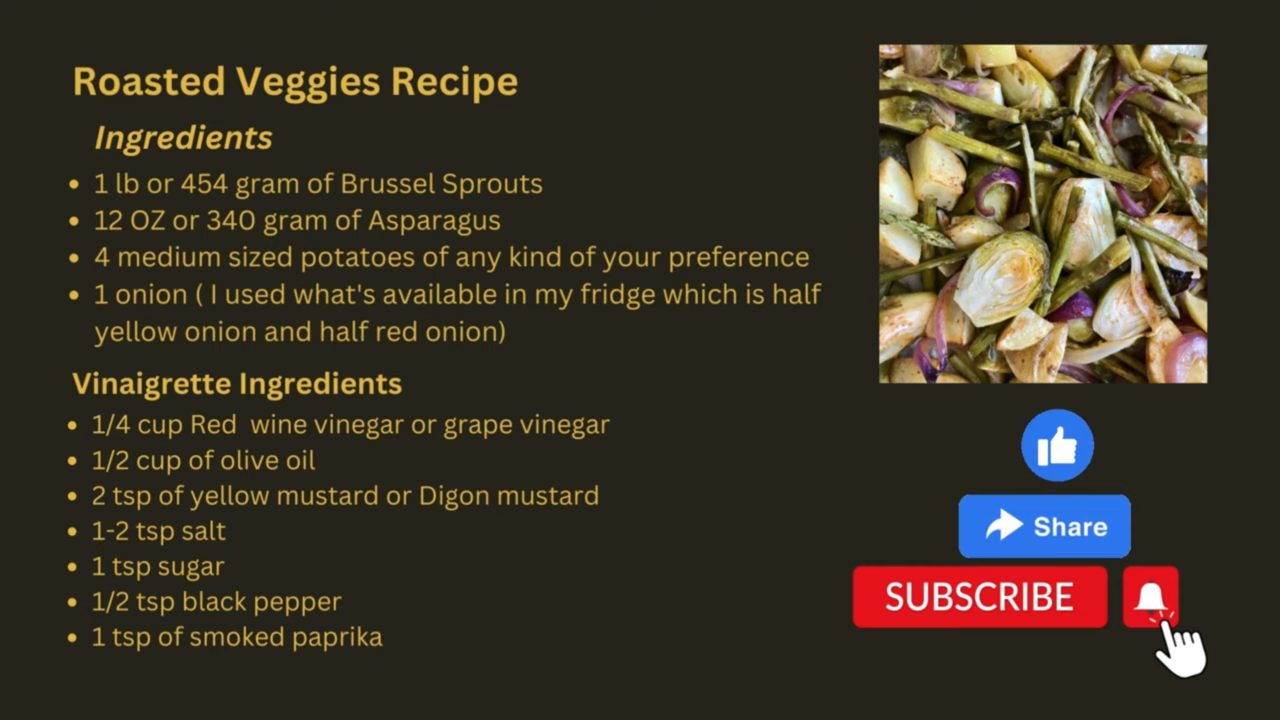 Roasted Veggies Recipe
Ingredients
• 1 lb or 454 gram of Brussel Sprouts
• 12 OZ or 340 gram of Asparagus
• 4 medium sized potatoes of any kind of your preference
• 1 onion ( I used what's available in my fridge which is half
yellow onion and half red onion)
Vinaigrette Ingredients
• 1/4 cup Red  wine vinegar or grape vinegar
• 1/2 cup of olive oil
• 2 tsp of yellow mustard or Digon mustard
• 1-2 tsp salt
• 1 tsp sugar
• 1/2 tsp black pepper
• 1 tsp of smoked paprika
Share
SUBSCRIBE